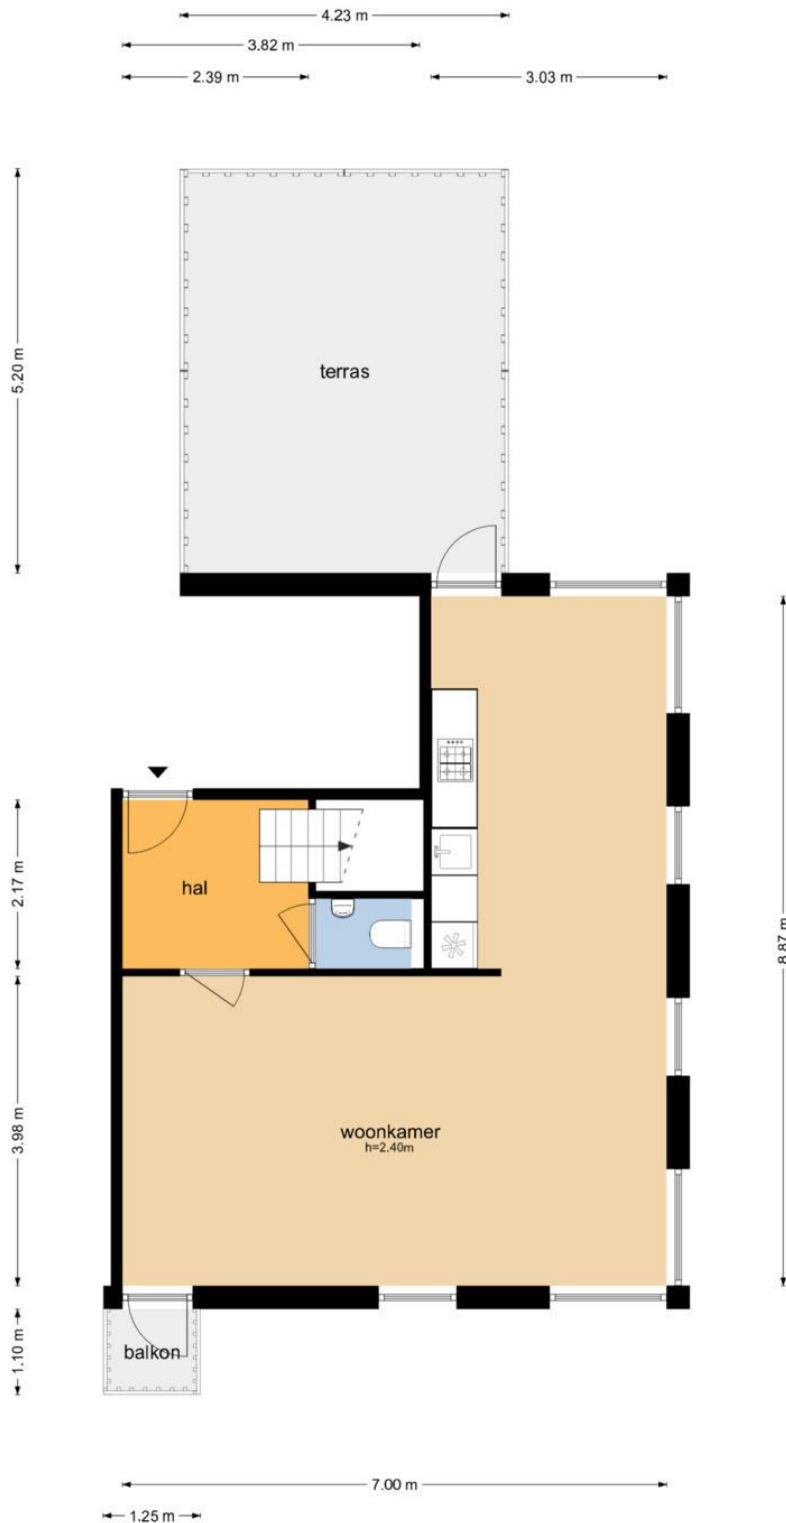 4.23 m
3.82 m
2.39 m
3.03 m
5.20 m
terras
8.87 m
2.17 m
hal
3.98 m
woonkamer
h=2.40m
1.10 m
balkon
7.00 m
1.25 m